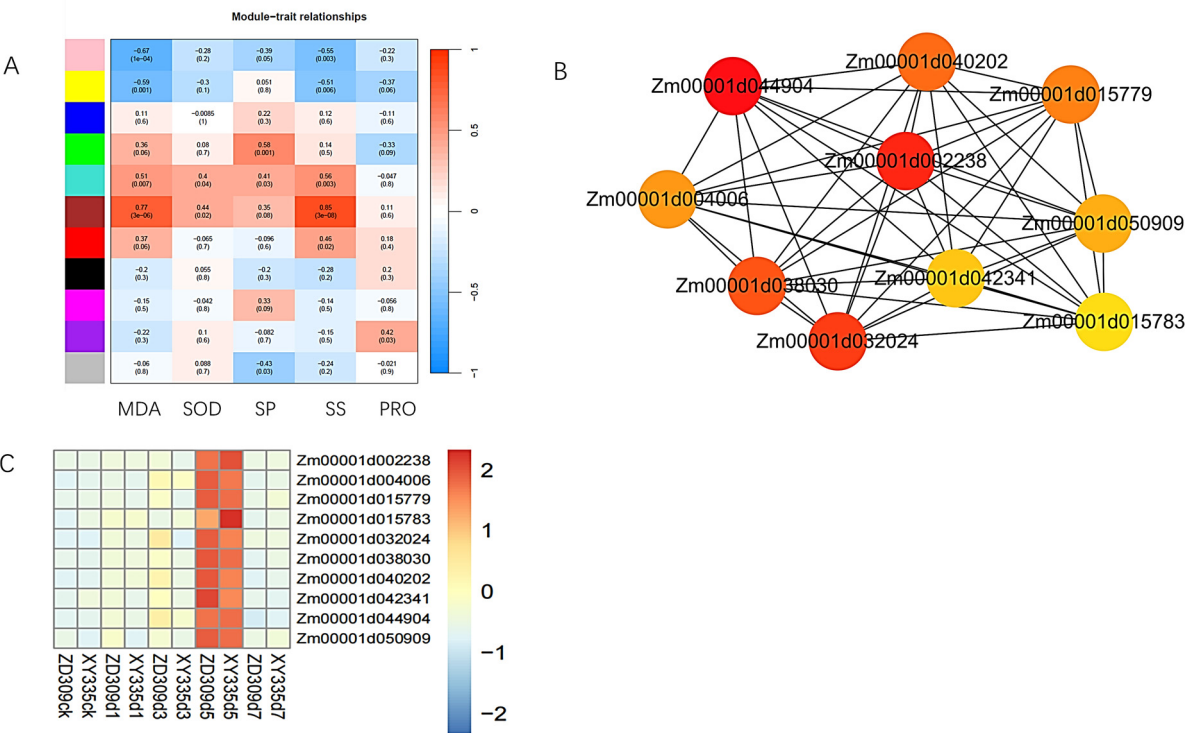 Module-trait relationships
A
-0.67 -0.28 -0.39 -0.55 -0.22
(1e-04) (0.2) (0.05) (0.003) (0.3)
-0.59 -0.3 0.051 -0.51 -0.37
(0.001) (0.1) (0.8) (0.006) (0.06)
0.11 -0.0085 0.22 0.12 -0.11
(0.6) (1) (0.3) (0.6) (0.6)
0.36 0.08 0.58 0.14 -0.33
(0.06) (0.7) (0.001) (0.5) (0.09)
0.51 0.4 0.41 0.56 -0.047
(0.007) (0.04) (0.03) (0.003) (0.8)
0.77 0.44 0.35 0.85 0.11
(3e-06) (0.02) (0.08) (3e-08) (0.6)
0.37 -0.065 -0.096 0.46 0.18
(0.06) (0.7) (0.6) (0.02) (0.4)
-0.2 0.055 -0.2 -0.28 0.2
(0.3) (0.8) (0.3) (0.2) (0.3)
-0.15 -0.042 0.33 -0.14 -0.056
(0.5) (0.8) (0.09) (0.5) (0.8)
-0.22 0.1 -0.082 -0.15 0.42
(0.3) (0.6) (0.7) (0.5) (0.03)
-0.06 0.088 -0.43 -0.24 -0.021
(0.8) (0.7) (0.03) (0.2) (0.9)
MDA SOD SP SS PRO
1
0.5
0
-0.5
-1
B
Zm00001d040202
Zm00001d044904
Zm00001d015779
Zm00001d002238
Zm00001d004006
Zm00001d050909
Zm00001d042341
Zm00001d038030
Zm00001d015783
Zm00001d032024
C
Zm00001d002238
Zm00001d004006
Zm00001d015779
Zm00001d015783
Zm00001d032024
Zm00001d038030
Zm00001d040202
Zm00001d042341
Zm00001d044904
Zm00001d050909
ZD309ck
XY335ck
ZD309d1
XY335d1
ZD309d3
XY335d3
ZD309d5
XY335d5
ZD309d7
XY335d7
2
1
0
-1
-2